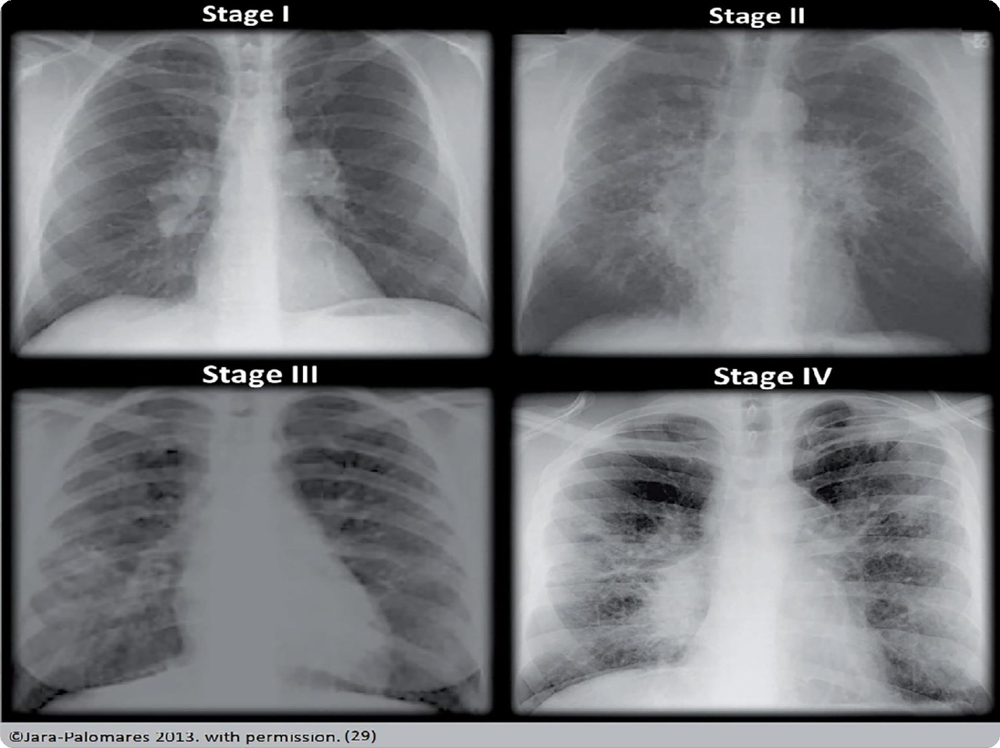 Stage I
Stage II
Stage III
Stage IV
©Jara-Palomares 2013. with permission. (29)